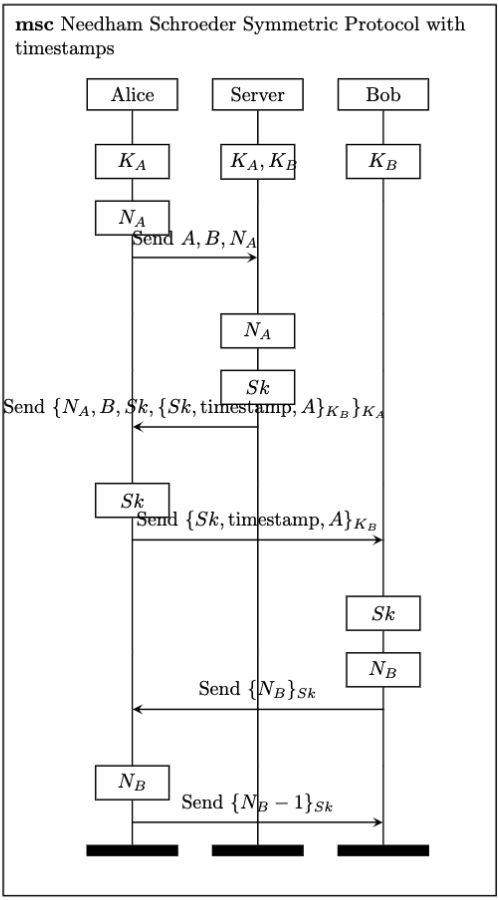 msc Needham Schroeder Symmetric Protocol with
timestamps
Alice Server Bob
K_A K_A, K_B K_B
N_A
Send A, B, N_A
N_A
Sk
Send {N_A, B, Sk, {Sk, timestamp, A}_{K_B}}_{K_A}
Sk
Send {Sk, timestamp, A}_{K_B}
Sk
N_B
Send {N_B}_{Sk}
N_B
Send {N_B − 1}_{Sk}